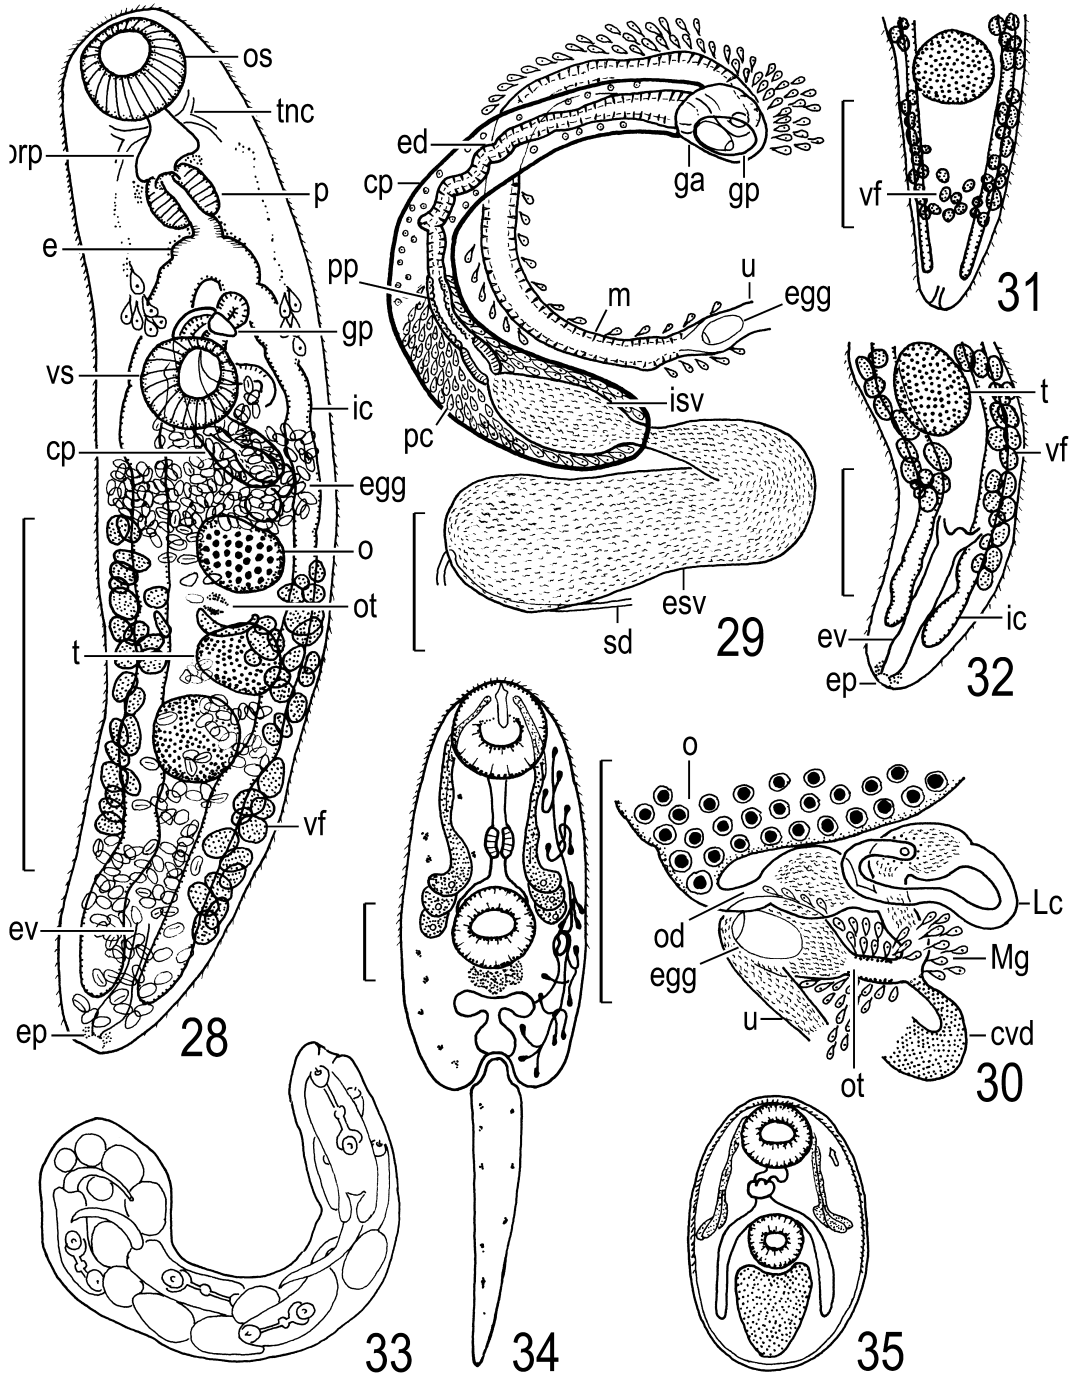 os
tnc
prp
p
e
gp
vs
ic
cp
egg
o
ot
t
vf
ev
ep
28
ed
cp
ga
gp
pp
u
egg
m
isv
pc
esv
sd
29
vf
31
t
vf
ev
ic
ep
32
o
od
Lc
egg
Mg
u
cvd
ot
30
33
34
35